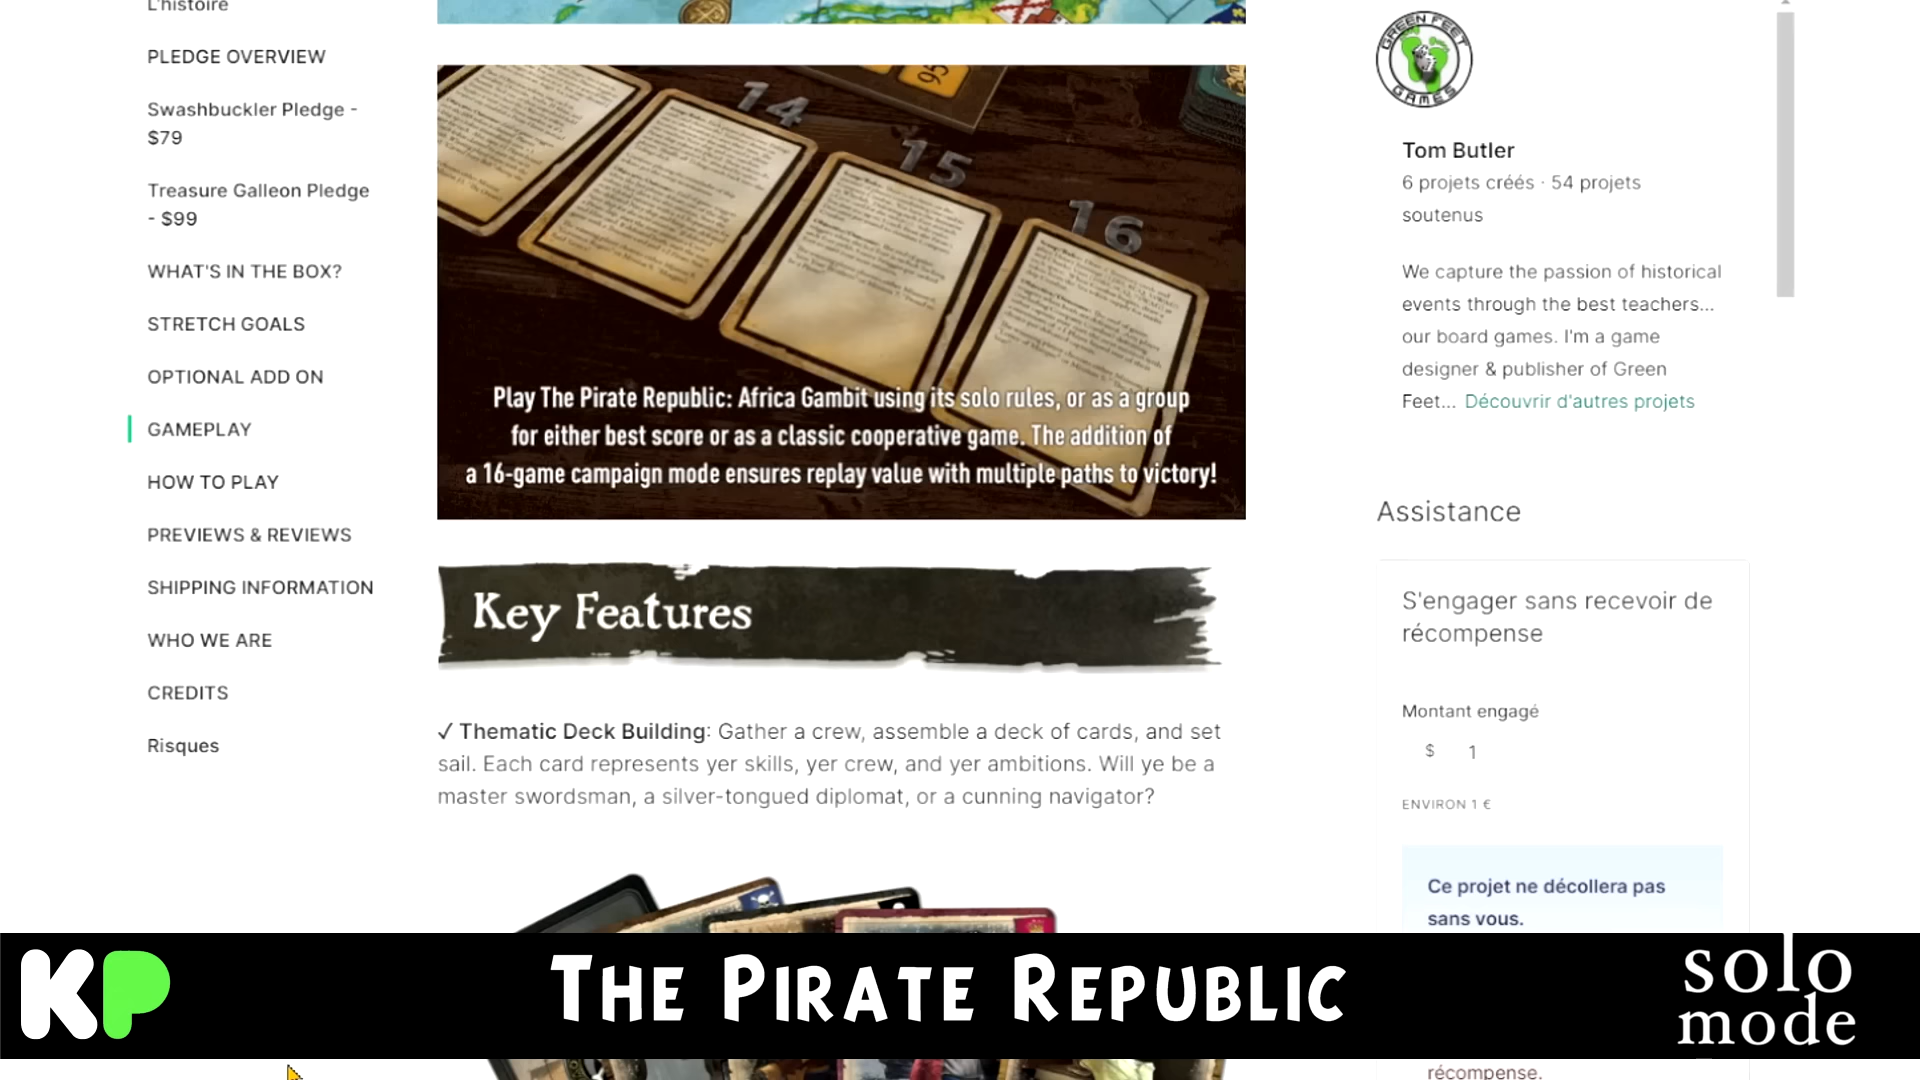 L'histoire
PLEDGE OVERVIEW
Swashbuckler Pledge -
$79
Treasure Galleon Pledge
- $99
WHAT'S IN THE BOX?
STRETCH GOALS
OPTIONAL ADD ON
GAMEPLAY
HOW TO PLAY
PREVIEWS & REVIEWS
SHIPPING INFORMATION
WHO WE ARE
CREDITS
Risques
95
14
15
16
Play The Pirate Republic: Africa Gambit using its solo rules, or as a group
for either best score or as a classic cooperative game. The addition of
a 16-game campaign mode ensures replay value with multiple paths to victory!
Key Features
✓ Thematic Deck Building: Gather a crew, assemble a deck of cards, and set
sail. Each card represents yer skills, yer crew, and yer ambitions. Will ye be a
master swordsman, a silver-tongued diplomat, or a cunning navigator?
GREEN FEET
GAMES
Tom Butler
6 projets créés · 54 projets
soutenus
We capture the passion of historical
events through the best teachers...
our board games. I'm a game
designer & publisher of Green
Feet... Découvrir d'autres projets
Assistance
S'engager sans recevoir de
récompense
Montant engagé
$ 1
ENVIRON 1 €
Ce projet ne décollera pas
sans vous.
récompense.
KP
THE PIRATE REPUBLIC
solo
mode